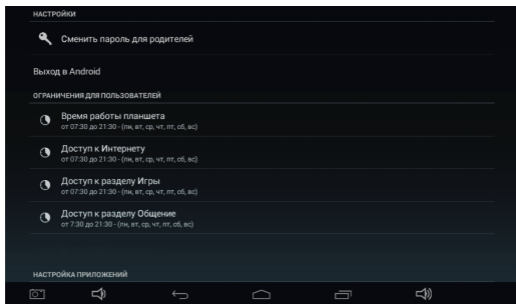 НАСТРОЙКИ
Сменить пароль для родителей
Выход в Android
ОГРАНИЧЕНИЯ ДЛЯ ПОЛЬЗОВАТЕЛЕЙ
Время работы планшета
от 07:30 до 21:30 - (пн, вт, ср, чт, пт, сб, вс)
Доступ к Интернету
от 07:30 до 21:30 - (пн, вт, ср, чт, пт, сб, вс)
Доступ к разделу Игры
от 07:30 до 21:30 - (пн, вт, ср, чт, пт, сб, вс)
Доступ к разделу Общение
от 7:30 до 21:30 - (пн, вт, ср, чт, пт, сб, вс)
НАСТРОЙКА ПРИЛОЖЕНИЙ